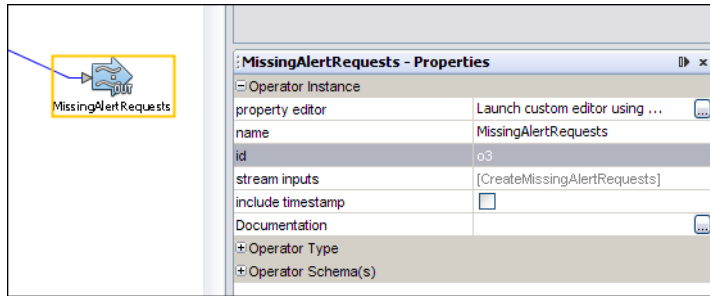 OUT
MissingAlertRequests
MissingAlertRequests - Properties
Operator Instance
property editor Launch custom editor using ... ...
name MissingAlertRequests
id o3
stream inputs [CreateMissingAlertRequests]
include timestamp
Documentation ...
Operator Type
Operator Schema(s)